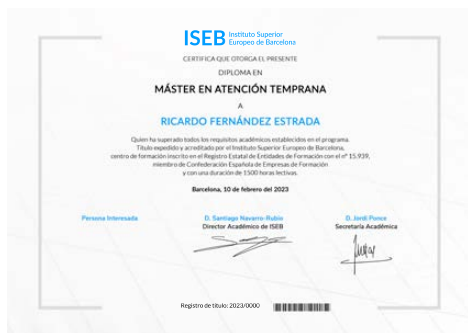 ISEB Instituto Superior
Europeo de Barcelona
CERTIFICA QUE OTORGA EL PRESENTE
DIPLOMA EN
MÁSTER EN ATENCIÓN TEMPRANA
A
RICARDO FERNÁNDEZ ESTRADA
Quien ha superado todos los requisitos académicos establecidos en el programa.
Título expedido y acreditado por el Instituto Superior Europeo de Barcelona,
centro de formación inscrito en el Registro Estatal de Entidades de Formación con el nº 15.939,
miembro de Confederación Española de Empresas de Formación
y con una duración de 1500 horas lectivas.
Barcelona, 10 de febrero del 2023
Persona Interesada D. Santiago Navarro-Rubio D. Jordi Ponce
Director Académico de ISEB Secretaría Académica
Registro de título: 2023/0000